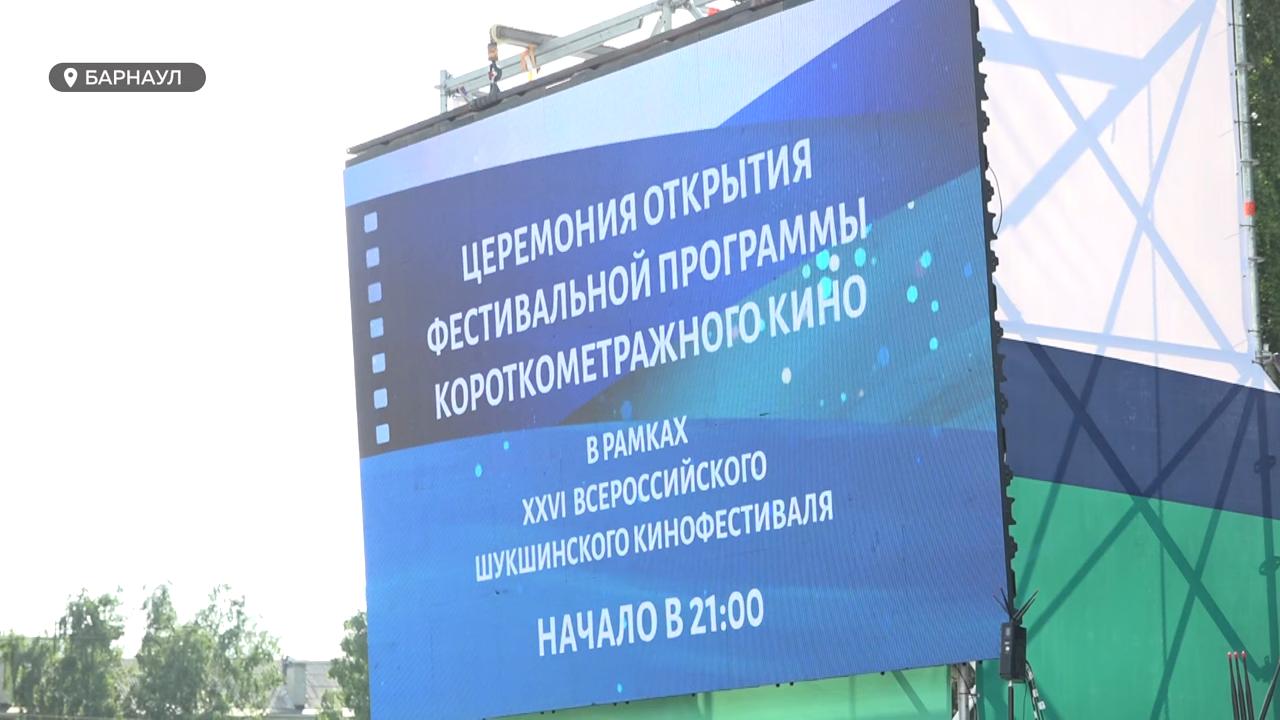 БАРНАУЛ
ЦЕРЕМОНИЯ ОТКРЫТИЯ
ФЕСТИВАЛЬНОЙ ПРОГРАММЫ
КОРОТКОМЕТРАЖНОГО КИНО
В РАМКАХ
XXVI ВСЕРОССИЙСКОГО
ШУКШИНСКОГО КИНОФЕСТИВАЛЯ
НАЧАЛО В 21:00